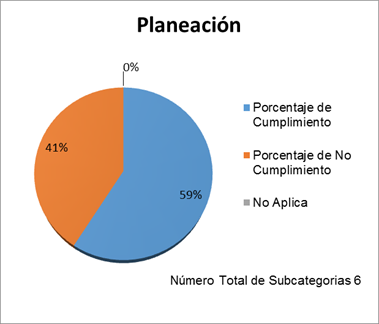 Planeación
0%
41%
59%
Porcentaje de
Cumplimiento
Porcentaje de No
Cumplimiento
No Aplica
Número Total de Subcategorias 6